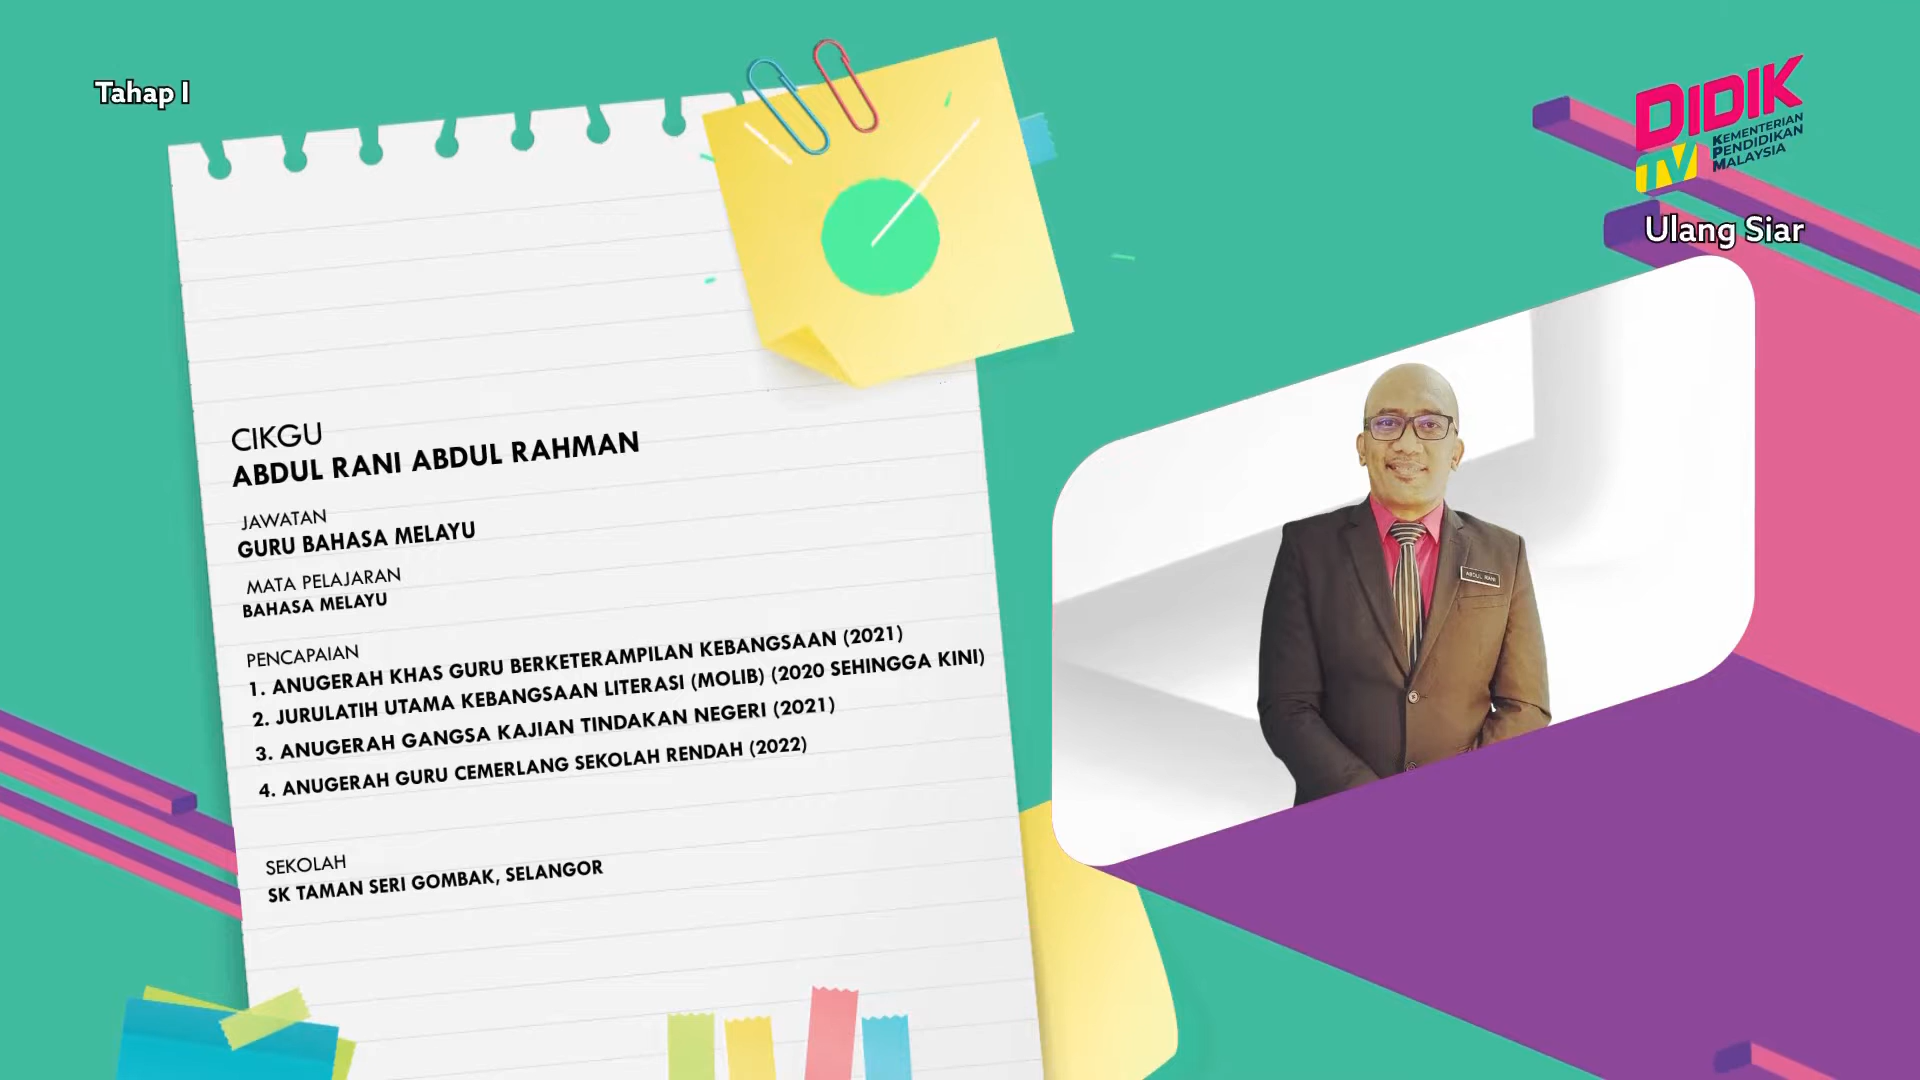 Tahap I
DIDIK
TV
KEMENTERIAN
PENDIDIKAN
MALAYSIA
Ulang Siar
CIKGU
ABDUL RANI ABDUL RAHMAN
JAWATAN
GURU BAHASA MELAYU
MATA PELAJARAN
BAHASA MELAYU
PENCAPAIAN
1. ANUGERAH KHAS GURU BERKETERAMPILAN KEBANGSAAN (2021)
2. JURULATIH UTAMA KEBANGSAAN LITERASI (MOLIB) (2020 SEHINGGA KINI)
3. ANUGERAH GANGSA KAJIAN TINDAKAN NEGERI (2021)
4. ANUGERAH GURU CEMERLANG SEKOLAH RENDAH (2022)
SEKOLAH
SK TAMAN SERI GOMBAK, SELANGOR
ABDUL RANI